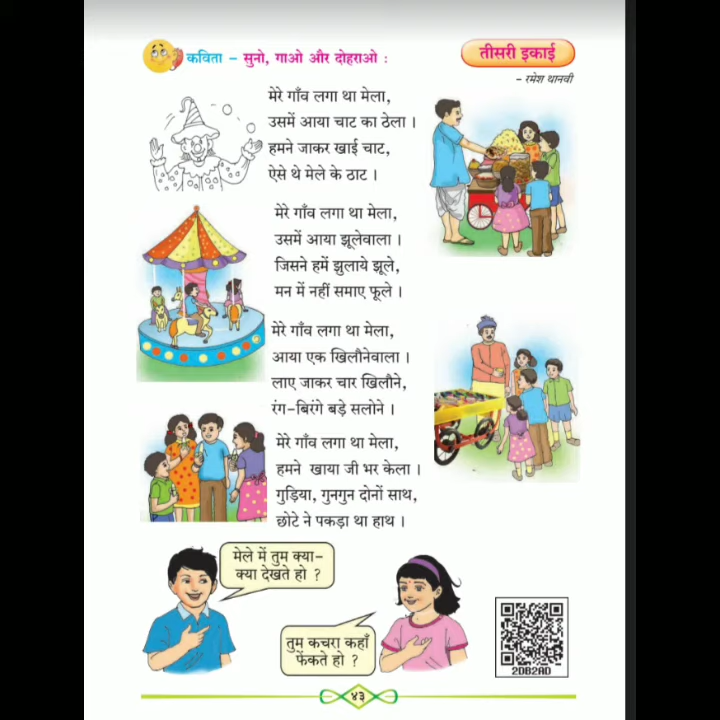 कविता – सुनो, गाओ और दोहराओ :
तीसरी इकाई
– रमेश थानवी
मेरे गाँव लगा था मेला,
उसमें आया चाट का ठेला ।
हमने जाकर खाई चाट,
ऐसे थे मेले के ठाट ।
मेरे गाँव लगा था मेला,
उसमें आया झूलेवाला ।
जिसने हमें झुलाये झूले,
मन में नहीं समाए फूले ।
मेरे गाँव लगा था मेला,
आया एक खिलौनेवाला ।
लाए जाकर चार खिलौने,
रंग-बिरंगे बड़े सलोने ।
मेरे गाँव लगा था मेला,
हमने खाया जी भर केला ।
गुड़िया, गुनगुन दोनों साथ,
छोटे ने पकड़ा था हाथ ।
मेले में तुम क्या-
क्या देखते हो ?
तुम कचरा कहाँ
फेंकते हो ?
2DB2AD
४३